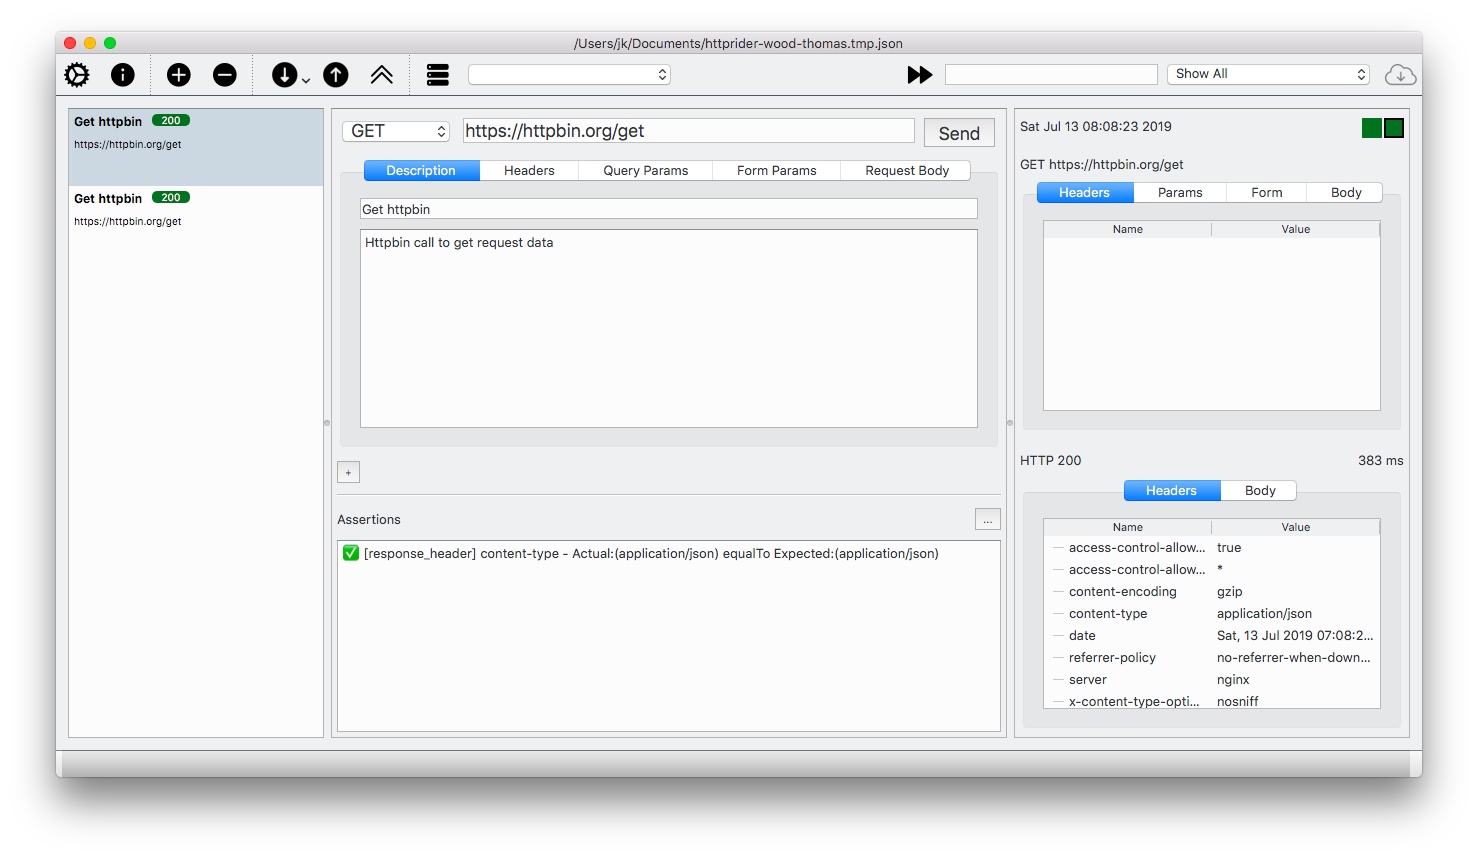 /Users/jk/Documents/httprider-wood-thomas.tmp.json
Show All
Get httpbin 200
https://httpbin.org/get
Get httpbin 200
https://httpbin.org/get
GET https://httpbin.org/get Send
Description Headers Query Params Form Params Request Body
Get httpbin
Httpbin call to get request data
+
Assertions ...
[response_header] content-type - Actual:(application/json) equalTo Expected:(application/json)
Sat Jul 13 08:08:23 2019
GET https://httpbin.org/get
Headers Params Form Body
Name Value
HTTP 200 383 ms
Headers Body
Name Value
access-control-allow... true
access-control-allow... *
content-encoding gzip
content-type application/json
date Sat, 13 Jul 2019 07:08:2...
referrer-policy no-referrer-when-down...
server nginx
x-content-type-opti... nosniff